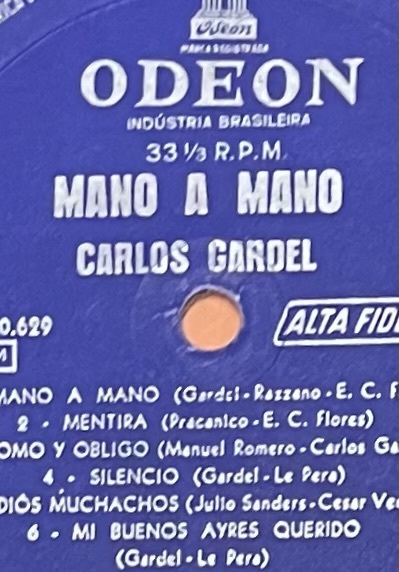 Odeon
MARCA REGISTRADA
ODEON
INDÚSTRIA BRASILEIRA
33 1/3 R.P.M.
MANO A MANO
CARLOS GARDEL
0.629
ALTA FID
MANO A MANO (Gardel-Razzano-E. C. F
2 - MENTIRA (Pracanico-E. C. Flores)
OMO Y OBLIGO (Manuel Romero-Carlos Ga
4 - SILENCIO (Gardel-Le Pera)
DIÓS MUCHACHOS (Julio Sanders-Cesar Ve
6 - MI BUENOS AYRES QUERIDO
(Gardel-Le Pera)